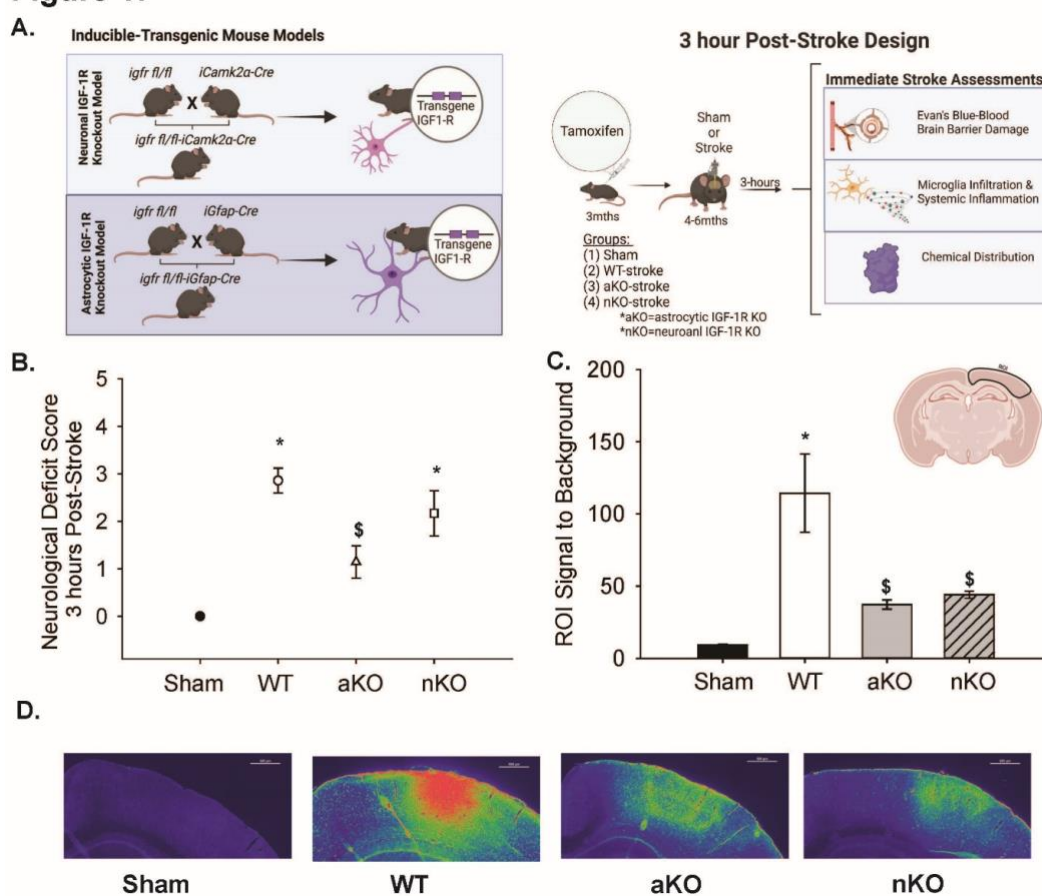 A.
Inducible-Transgenic Mouse Models
Neuronal IGF-1R
Knockout Model
igfr fl/fl
iCamk2α-Cre
X
igfr fl/fl-iCamk2α-Cre
Transgene
IGF1-R
Astrocytic IGF-1R
Knockout Model
igfr fl/fl
iGfap-Cre
X
igfr fl/fl-iGfap-Cre
Transgene
IGF1-R
3 hour Post-Stroke Design
Tamoxifen
3mths
Sham
or
Stroke
4-6mths
3-hours
Groups:
(1) Sham
(2) WT-stroke
(3) aKO-stroke
(4) nKO-stroke
*aKO=astrocytic IGF-1R KO
*nKO=neuroanl IGF-1R KO
Immediate Stroke Assessments
Evan's Blue-Blood
Brain Barrier Damage
Microglia Infiltration &
Systemic Inflammation
Chemical Distribution
B.
Neurological Deficit Score
3 hours Post-Stroke
5
4
3
2
1
0
*
$
*
Sham WT aKO nKO
C.
ROI Signal to Background
200
150
100
50
0
*
$
$
ROI
Sham WT aKO nKO
D.
Sham WT aKO nKO